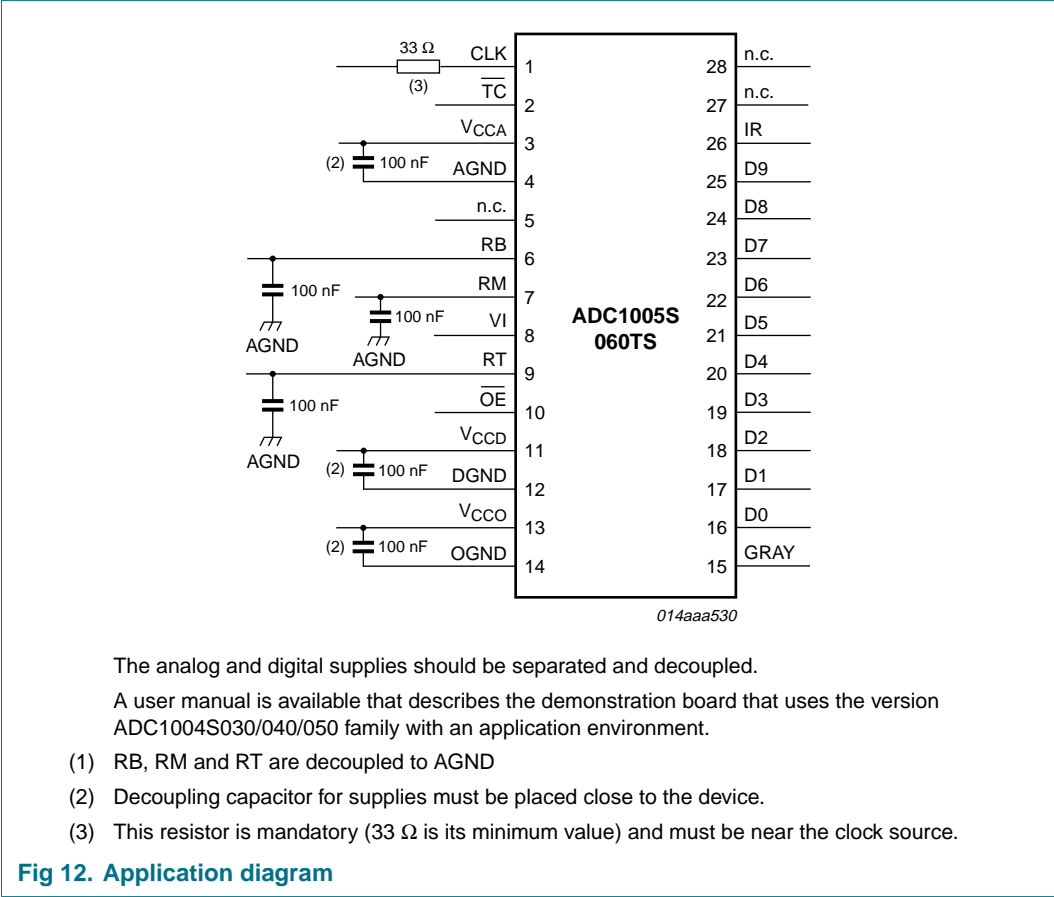 33 Ω
(3)
CLK
1
28
n.c.
TC
2
27
n.c.
VCCA
3
26
IR
(2)
100 nF
AGND
4
25
D9
n.c.
5
24
D8
RB
6
23
D7
100 nF
AGND
RM
7
22
D6
100 nF
AGND
ADC1005S
060TS
VI
8
21
D5
RT
9
20
D4
100 nF
AGND
OE
10
19
D3
VCCD
11
18
D2
(2)
100 nF
DGND
12
17
D1
VCCO
13
16
D0
(2)
100 nF
OGND
14
15
GRAY
014aaa530
The analog and digital supplies should be separated and decoupled.
A user manual is available that describes the demonstration board that uses the version
ADC1004S030/040/050 family with an application environment.
(1) RB, RM and RT are decoupled to AGND
(2) Decoupling capacitor for supplies must be placed close to the device.
(3) This resistor is mandatory (33 Ω is its minimum value) and must be near the clock source.
Fig 12. Application diagram